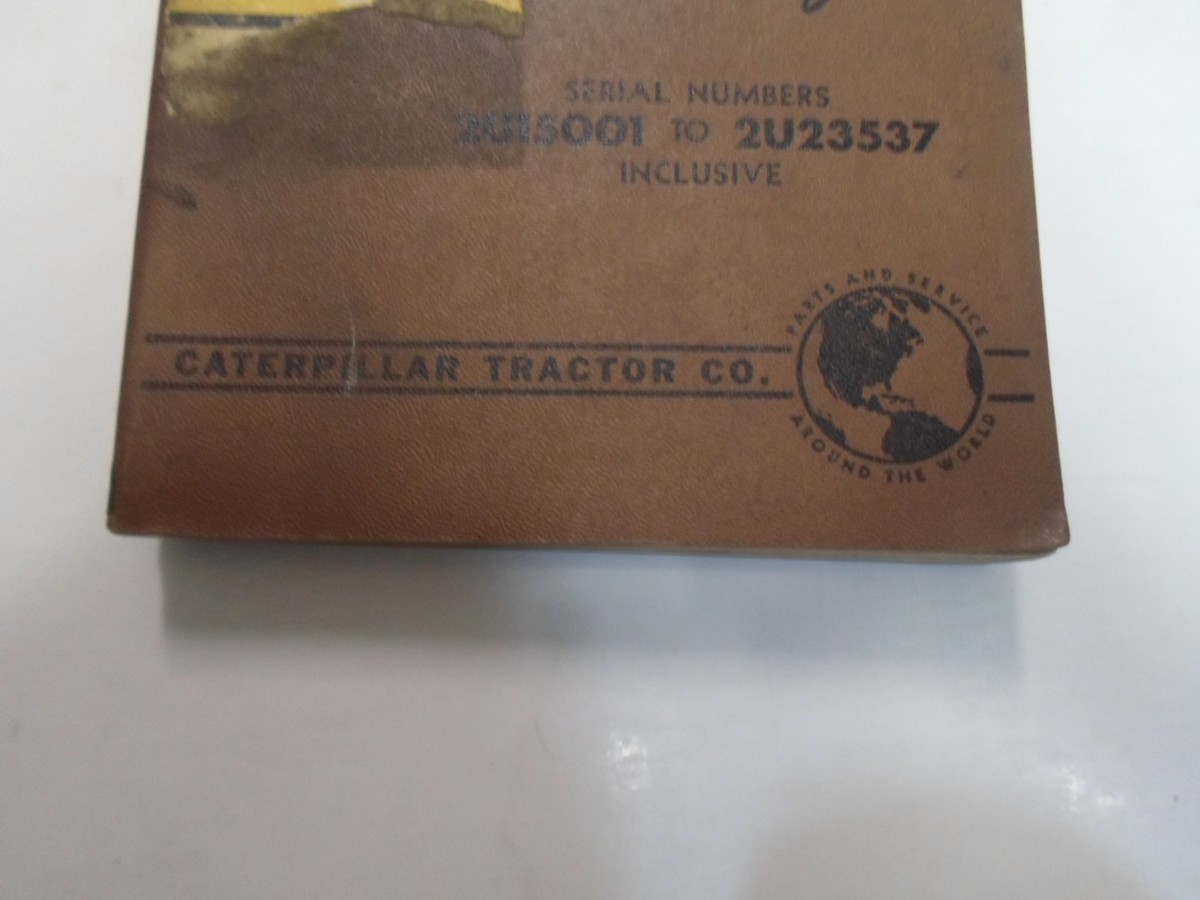 SERIAL NUMBERS
2U15001 TO 2U23537
INCLUSIVE
CATERPILLAR TRACTOR CO.
PARTS AND SERVICE
AROUND THE WORLD